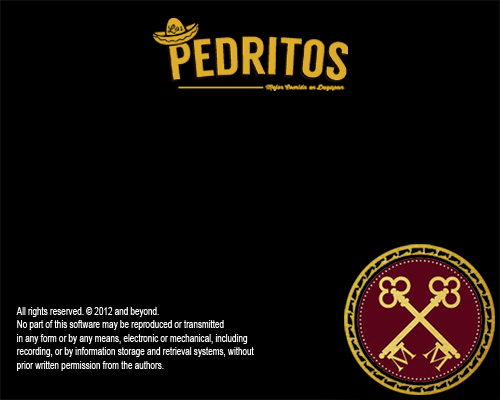 Los
PEDRITOS
Mejor Comida en Dagupan
All rights reserved. © 2012 and beyond.
No part of this software may be reproduced or transmitted
in any form or by any means, electronic or mechanical, including
recording, or by information storage and retrieval systems, without
prior written permission from the authors.